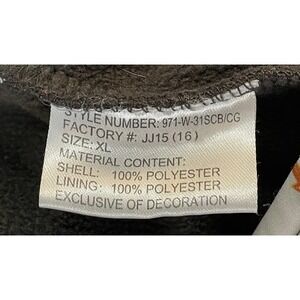 STYLE NUMBER: 971-W-31SCB/CG
FACTORY #: JJ15 (16)
SIZE: XL
MATERIAL CONTENT:
SHELL: 100% POLYESTER
LINING: 100% POLYESTER
EXCLUSIVE OF DECORATION